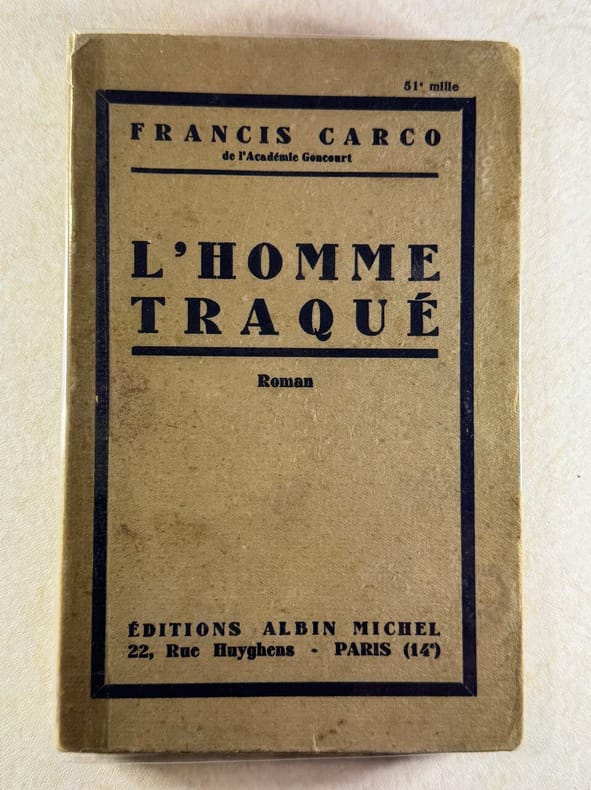 51e mille
FRANCIS CARCO
de l'Académie Goncourt
L'HOMME
TRAQUÉ
Roman
ÉDITIONS ALBIN MICHEL
22, Rue Huyghens - PARIS (14e)